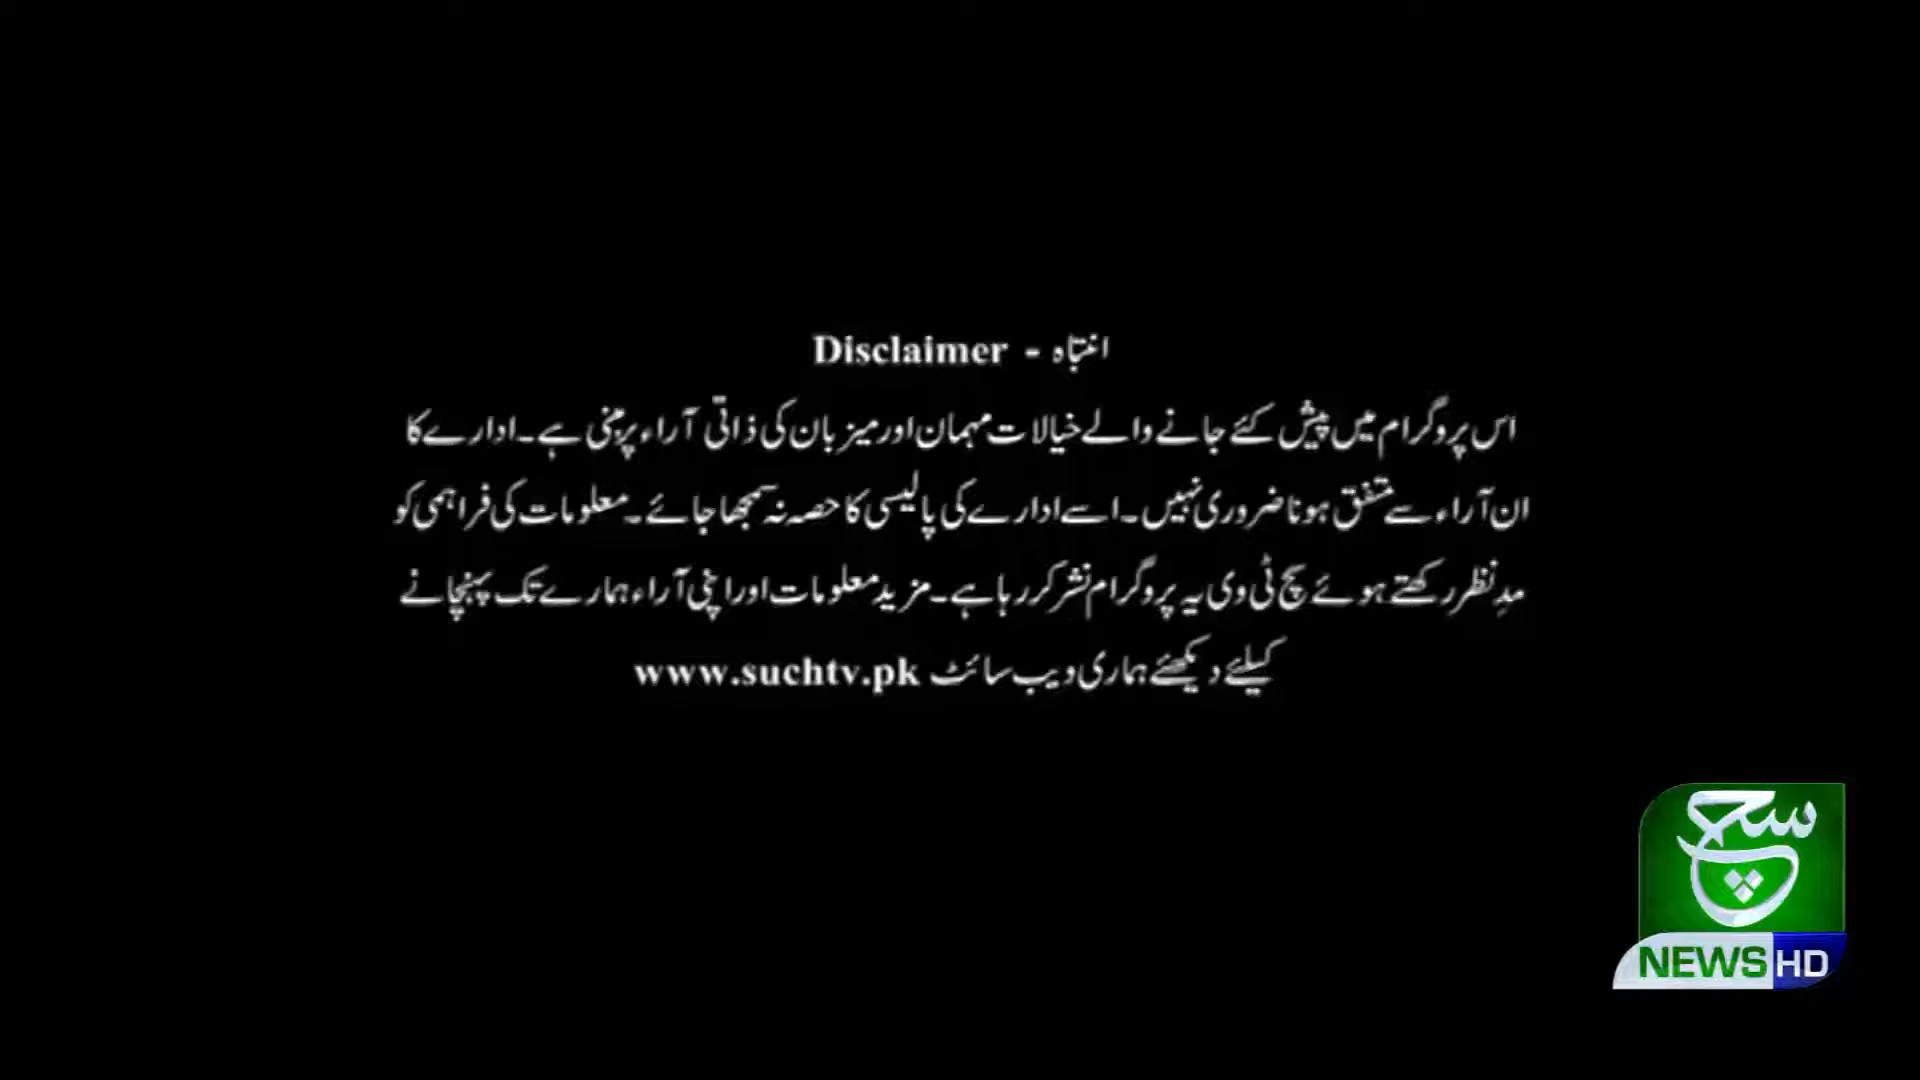 Disclaimer - انتباہ
اس پروگرام میں پیش کئے جانے والے خیالات مہمان اور میزبان کی ذاتی آراء پر مبنی ہے۔ ادارے کا
ان آراء سے متفق ہونا ضروری نہیں۔ اسے ادارے کی پالیسی کا حصہ نہ سمجھا جائے۔ معلومات کی فراہمی کو
مدِنظر رکھتے ہوئے سچ ٹی وی یہ پروگرام نشر کر رہا ہے۔ مزید معلومات اور اپنی آراء ہمارے تک پہنچانے
کیلئے دیکھئے ہماری ویب سائٹ www.suchtv.pk
سچ
NEWS HD